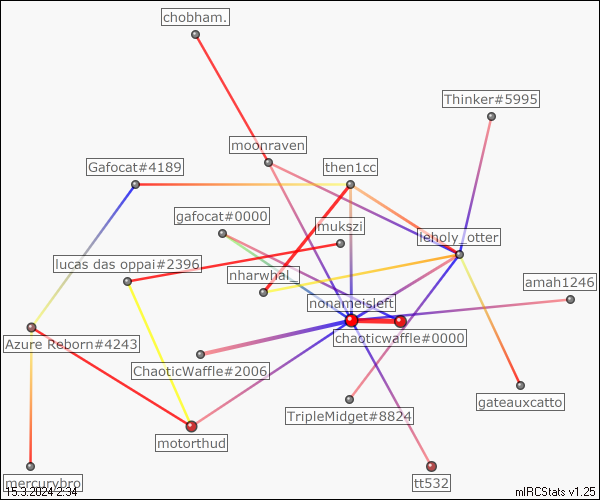 chobham.
Thinker#5995
moonraven
Gafocat#4189
then1cc
gafocat#0000
mukszi
leholy_otter
lucas das oppai#2396
nharwhal_
amah1246
nonameisleft
Azure Reborn#4243
chaoticwaffle#0000
ChaoticWaffle#2006
gateauxcatto
TripleMidget#8824
motorthud
mercurybro
tt532
15.3.2024 2:34
mIRCStats v1.25